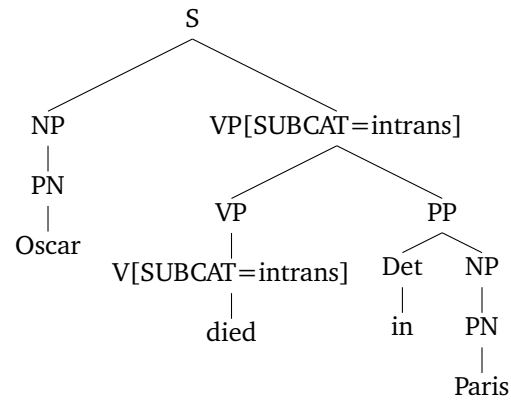 S
NP VP[SUBCAT=intrans]
PN
VP PP
Oscar
V[SUBCAT=intrans] Det NP
died in PN
Paris